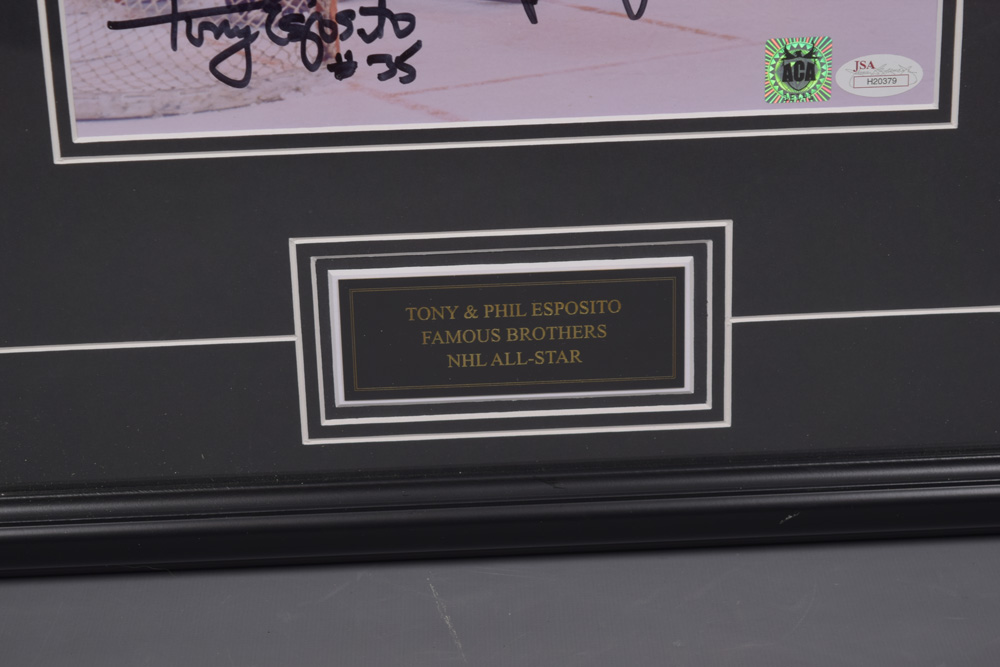 Tony Esposito
#35
ACA
JSA
H20379
TONY & PHIL ESPOSITO
FAMOUS BROTHERS
NHL ALL-STAR